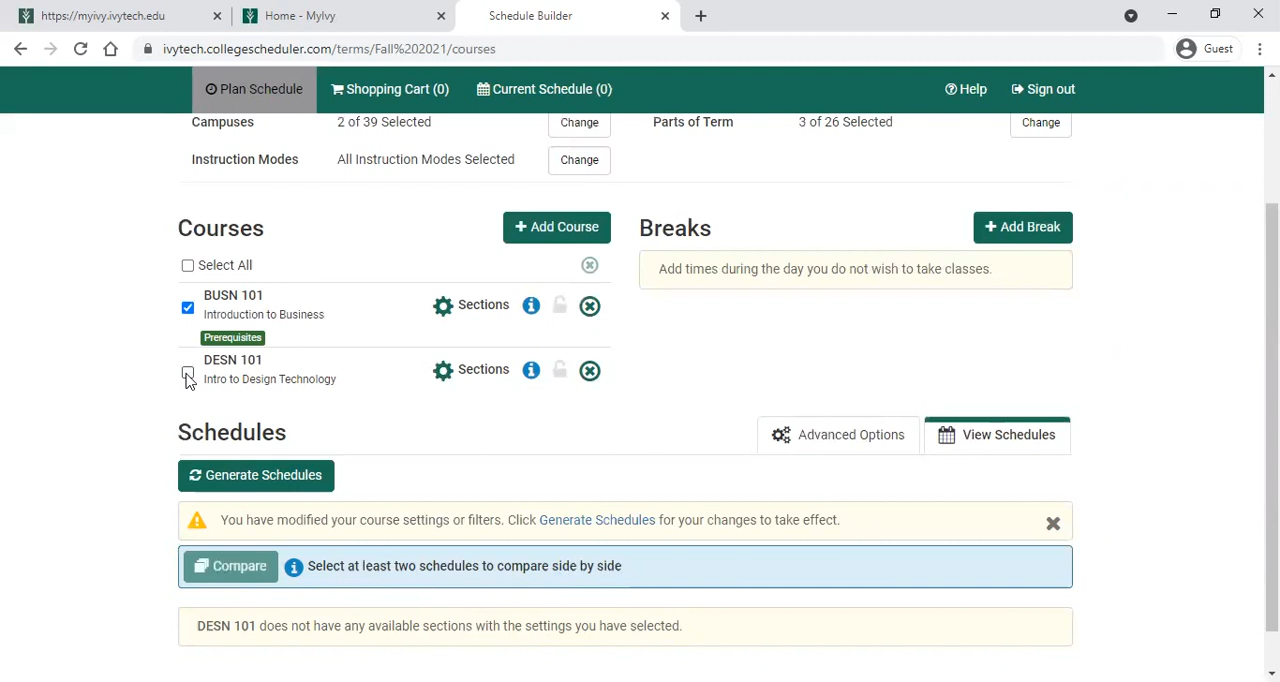 https://myivy.ivytech.edu
Home - MyIvy
Schedule Builder
ivytech.collegescheduler.com/terms/Fall%202021/courses
Guest
Plan Schedule
Shopping Cart (0)
Current Schedule (0)
Help
Sign out
Campuses
2 of 39 Selected
Change
Parts of Term
3 of 26 Selected
Change
Instruction Modes
All Instruction Modes Selected
Change
Courses
+ Add Course
Breaks
+ Add Break
Select All
Add times during the day you do not wish to take classes.
BUSN 101
Introduction to Business
Sections
Prerequisites
DESN 101
Intro to Design Technology
Sections
Schedules
Advanced Options
View Schedules
Generate Schedules
You have modified your course settings or filters. Click Generate Schedules for your changes to take effect.
Compare
Select at least two schedules to compare side by side
DESN 101 does not have any available sections with the settings you have selected.